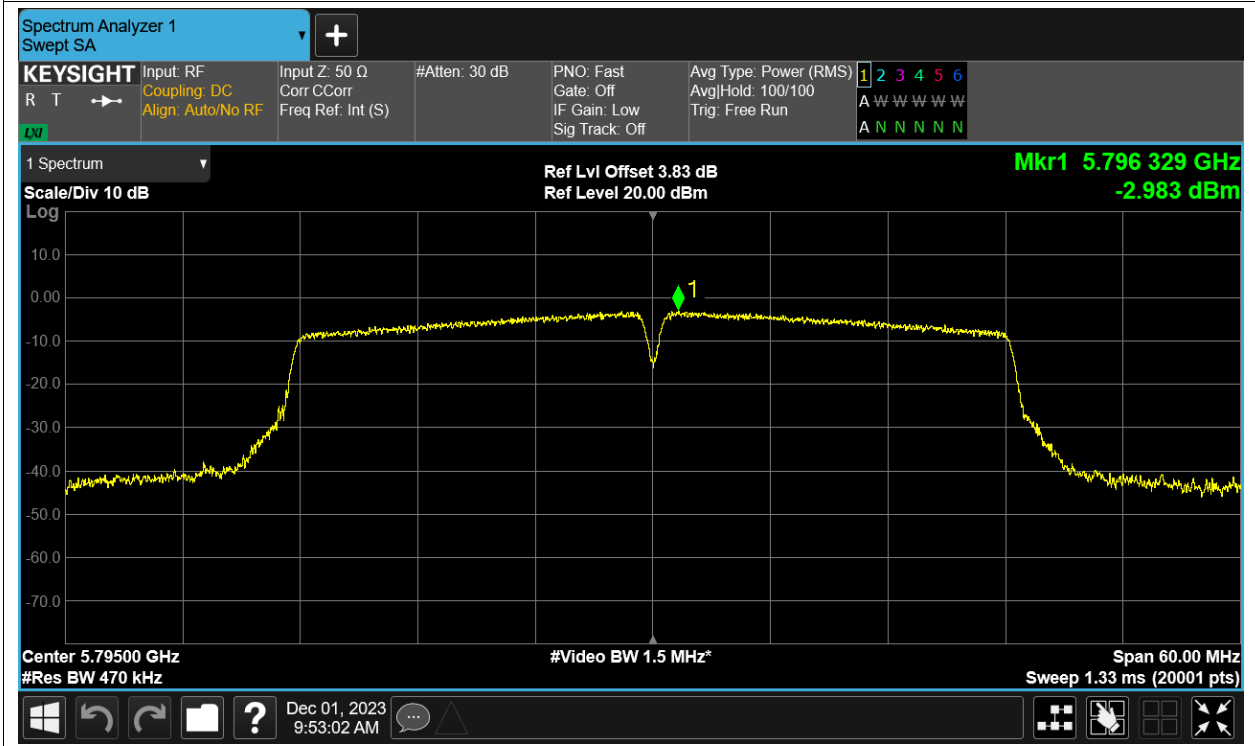 Spectrum Analyzer 1
Swept SA
+
KEYSIGHT
R T
LXI
Input: RF
Coupling: DC
Align: Auto/No RF
Input Z: 50 Ω
Corr CCorr
Freq Ref: Int (S)
#Atten: 30 dB
PNO: Fast
Gate: Off
IF Gain: Low
Sig Track: Off
Avg Type: Power (RMS)
Avg|Hold: 100/100
Trig: Free Run
1 2 3 4 5 6
A W W W W W
A N N N N N
1 Spectrum
Scale/Div 10 dB
Ref Lvl Offset 3.83 dB
Ref Level 20.00 dBm
Mkr1 5.796 329 GHz
-2.983 dBm
Log
10.0
0.00
-10.0
-20.0
-30.0
-40.0
-50.0
-60.0
-70.0
1
Center 5.79500 GHz
#Res BW 470 kHz
#Video BW 1.5 MHz*
Span 60.00 MHz
Sweep 1.33 ms (20001 pts)
?
Dec 01, 2023
9:53:02 AM